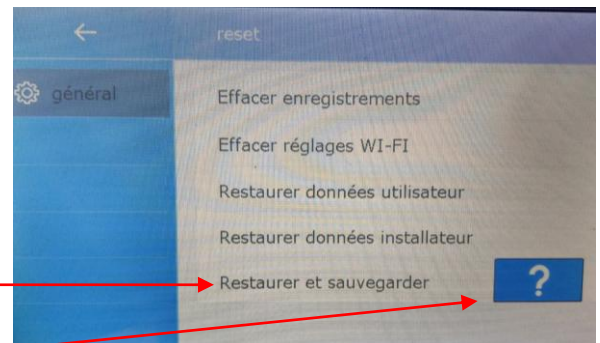 reset
général
Effacer enregistrements
Effacer réglages WI-FI
Restaurer données utilisateur
Restaurer données installateur
Restaurer et sauvegarder
?